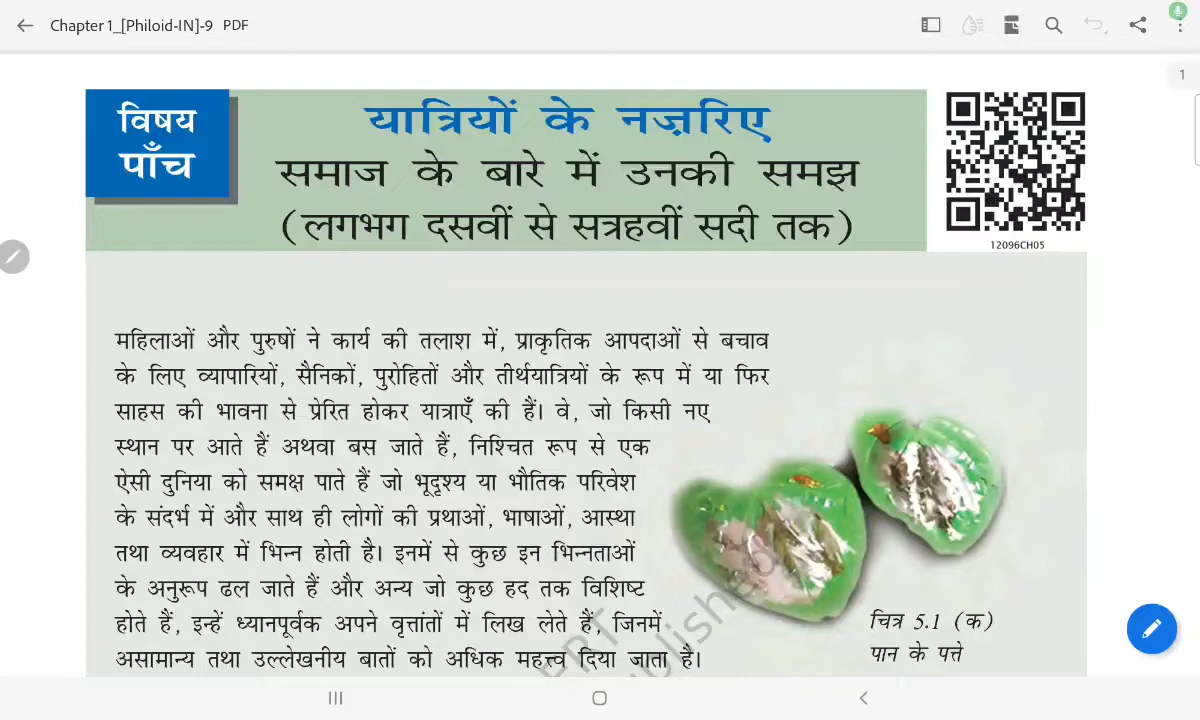 Chapter 1_[Philoid-IN]-9 PDF
1
विषय
पाँच
यात्रियों के नज़रिए
समाज के बारे में उनकी समझ
(लगभग दसवीं से सत्रहवीं सदी तक)
12096CH05
महिलाओं और पुरुषों ने कार्य की तलाश में, प्राकृतिक आपदाओं से बचाव
के लिए व्यापारियों, सैनिकों, पुरोहितों और तीर्थयात्रियों के रूप में या फिर
साहस की भावना से प्रेरित होकर यात्राएँ की हैं। वे, जो किसी नए
स्थान पर आते हैं अथवा बस जाते हैं, निश्चित रूप से एक
ऐसी दुनिया को समक्ष पाते हैं जो भूदृश्य या भौतिक परिवेश
के संदर्भ में और साथ ही लोगों की प्रथाओं, भाषाओं, आस्था
तथा व्यवहार में भिन्न होती है। इनमें से कुछ इन भिन्नताओं
के अनुरूप ढल जाते हैं और अन्य जो कुछ हद तक विशिष्ट
होते हैं, इन्हें ध्यानपूर्वक अपने वृत्तांतों में लिख लेते हैं, जिनमें
असामान्य तथा उल्लेखनीय बातों को अधिक महत्त्व दिया जाता है।
चित्र 5.1 (क)
पान के पत्ते